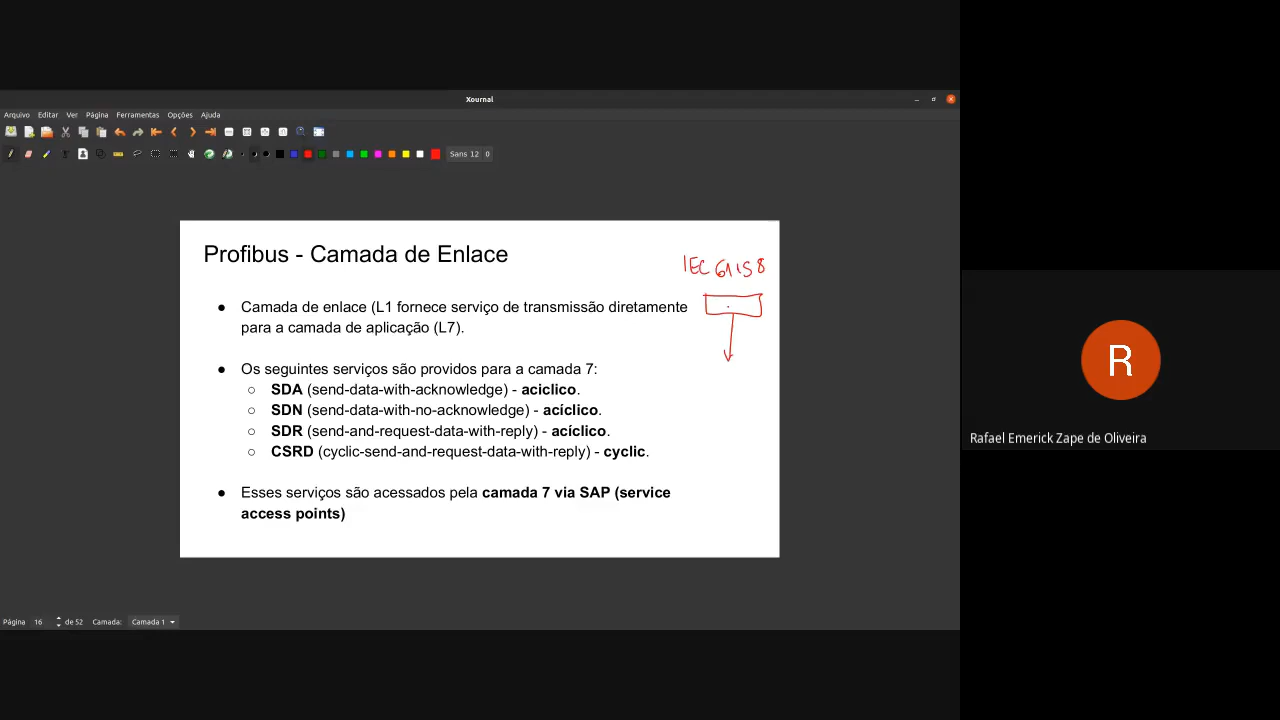 Xournal
Arquivo Editar Ver Página Ferramentas Opções Ajuda
Sans 12 0
Profibus - Camada de Enlace
IEC 61158
● Camada de enlace (L1 fornece serviço de transmissão diretamente
para a camada de aplicação (L7).
● Os seguintes serviços são providos para a camada 7:
○ SDA (send-data-with-acknowledge) - aciclico.
○ SDN (send-data-with-no-acknowledge) - acíclico.
○ SDR (send-and-request-data-with-reply) - acíclico.
○ CSRD (cyclic-send-and-request-data-with-reply) - cyclic.
● Esses serviços são acessados pela camada 7 via SAP (service
access points)
Página 16 de 52 Camada: Camada 1
R
Rafael Emerick Zape de Oliveira